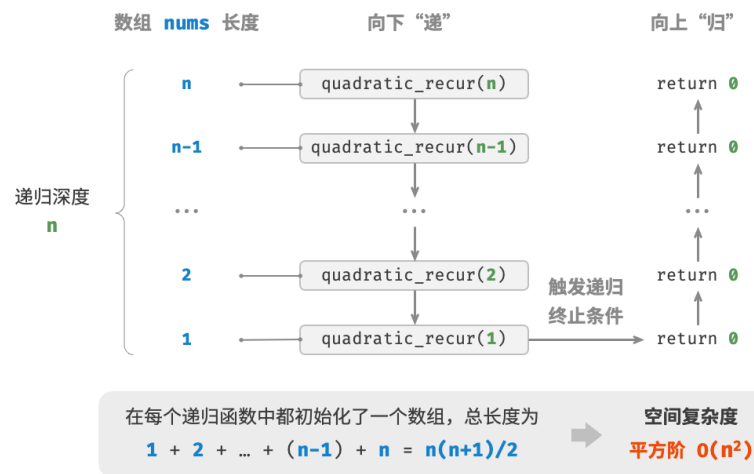 数组 nums 长度 向下“递” 向上“归”
n quadratic_recur(n) return 0
n-1 quadratic_recur(n-1) return 0
递归深度
n
... ... ...
2 quadratic_recur(2) return 0
触发递归
终止条件
1 quadratic_recur(1) return 0
在每个递归函数中都初始化了一个数组，总长度为
1 + 2 + … + (n-1) + n = n(n+1)/2
空间复杂度
平方阶 O(n²)